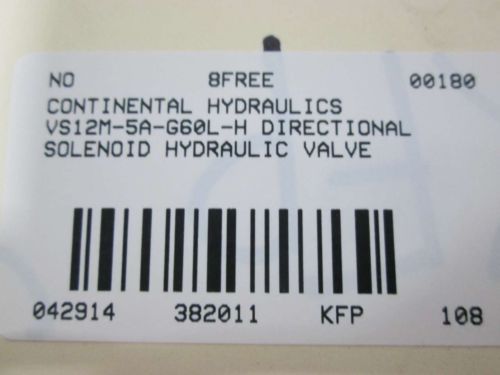 NO 8FREE 00180
CONTINENTAL HYDRAULICS
VS12M-5A-G60L-H DIRECTIONAL
SOLENOID HYDRAULIC VALVE
042914 382011 KFP 108